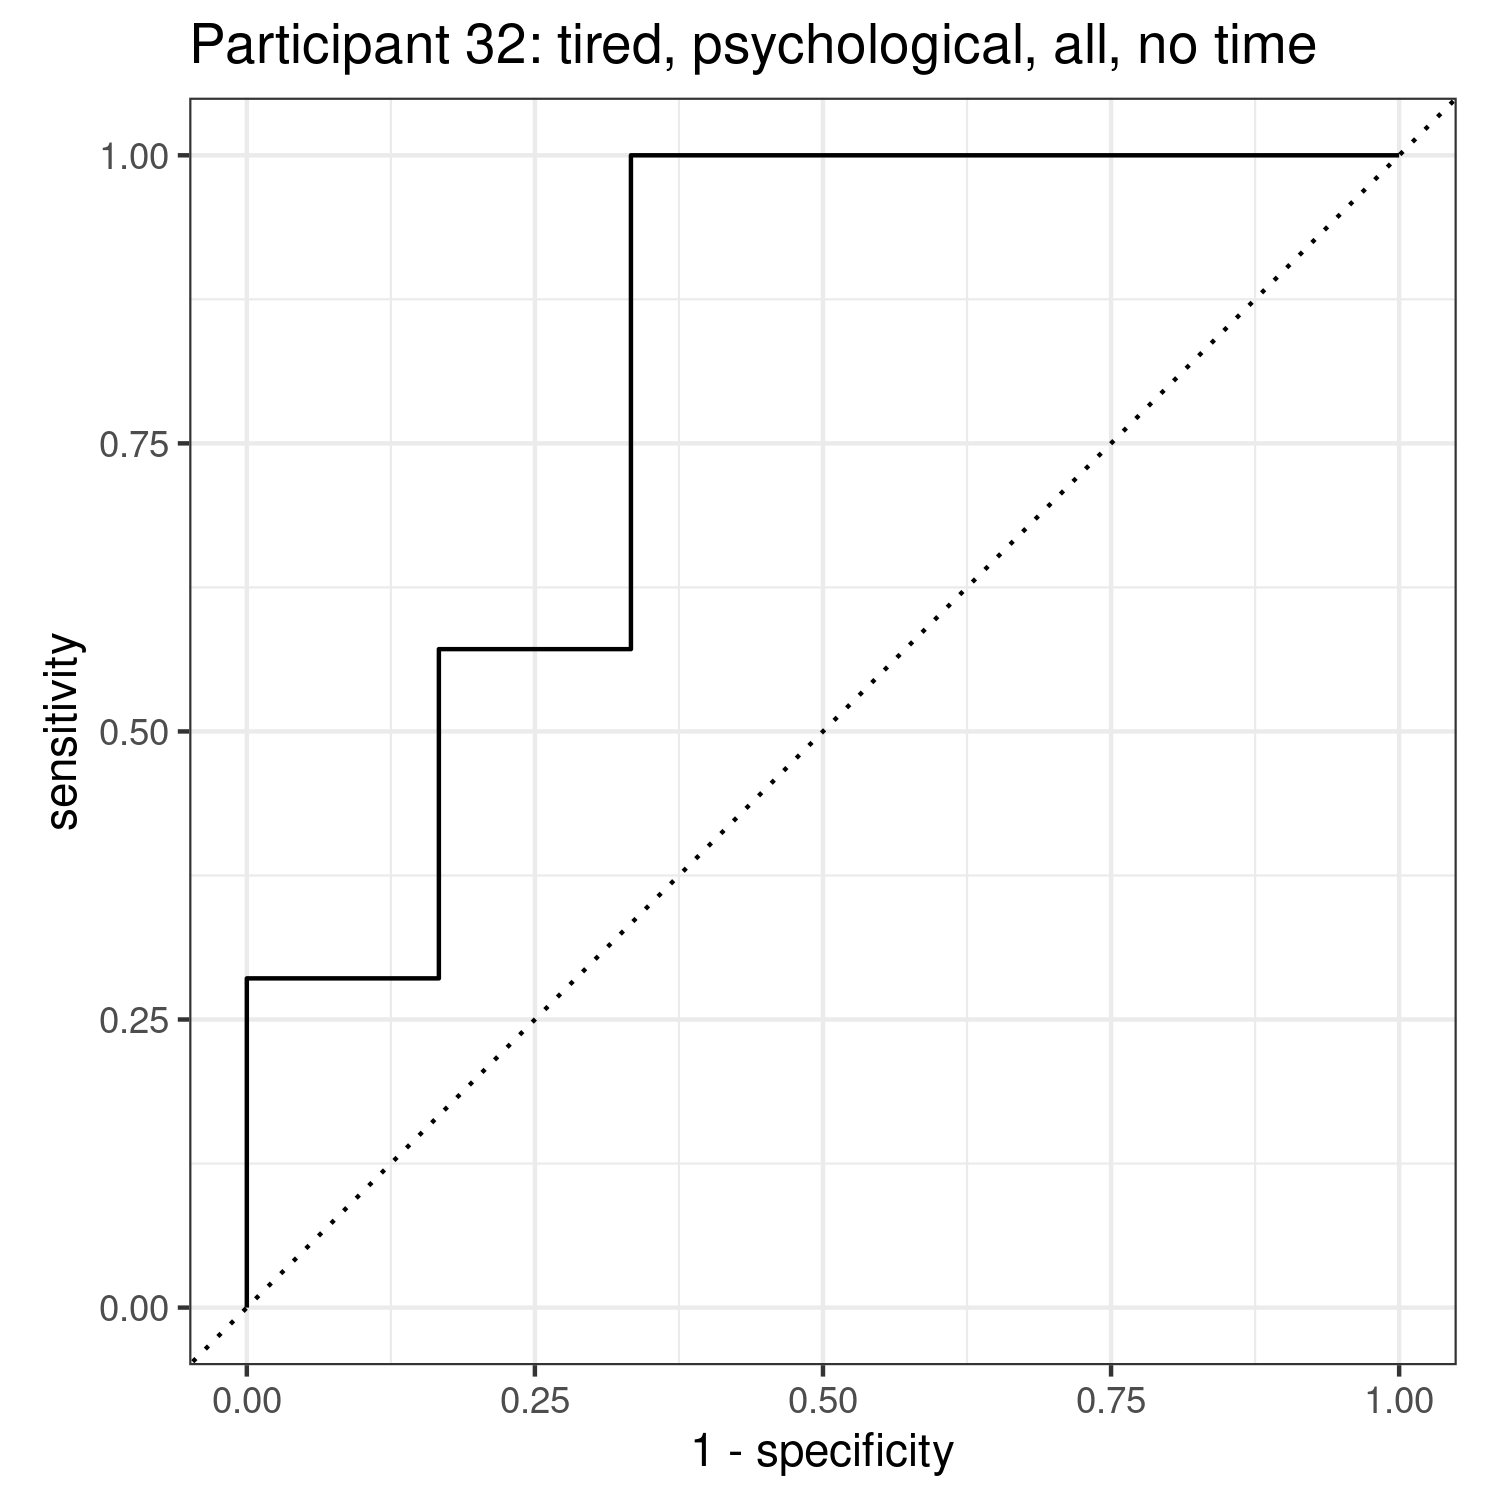 Participant 32: tired, psychological, all, no time
1.00
0.75
0.50
0.25
0.00
sensitivity
0.00 0.25 0.50 0.75 1.00
1 - specificity